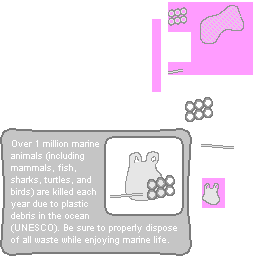 Over 1 million marine
animals (including
mammals, fish,
sharks, turtles, and
birds) are killed each
year due to plastic
debris in the ocean
(UNESCO). Be sure to properly dispose
of all waste while enjoying marine life.